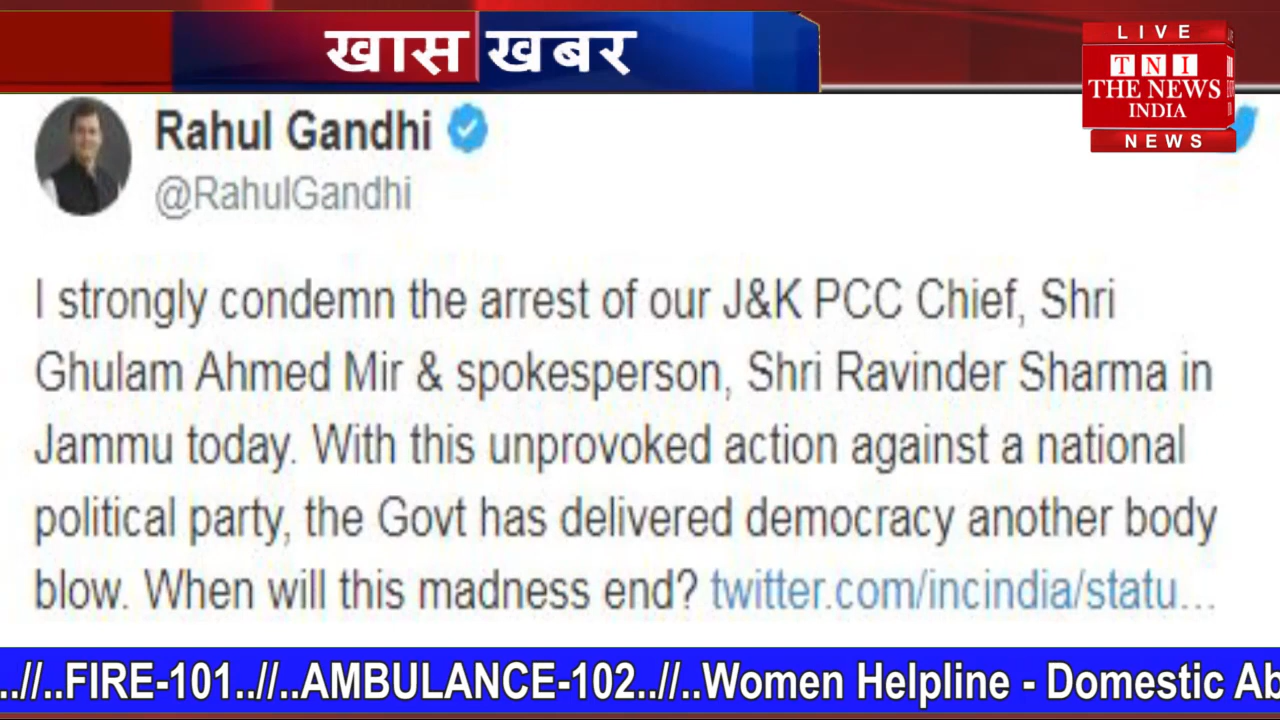 खास खबर
LIVE
TNI
THE NEWS
INDIA
NEWS
Rahul Gandhi
@RahulGandhi
I strongly condemn the arrest of our J&K PCC Chief, Shri
Ghulam Ahmed Mir & spokesperson, Shri Ravinder Sharma in
Jammu today. With this unprovoked action against a national
political party, the Govt has delivered democracy another body
blow. When will this madness end? twitter.com/incindia/statu...
..//..FIRE-101..//..AMBULANCE-102..//..Women Helpline - Domestic Ab